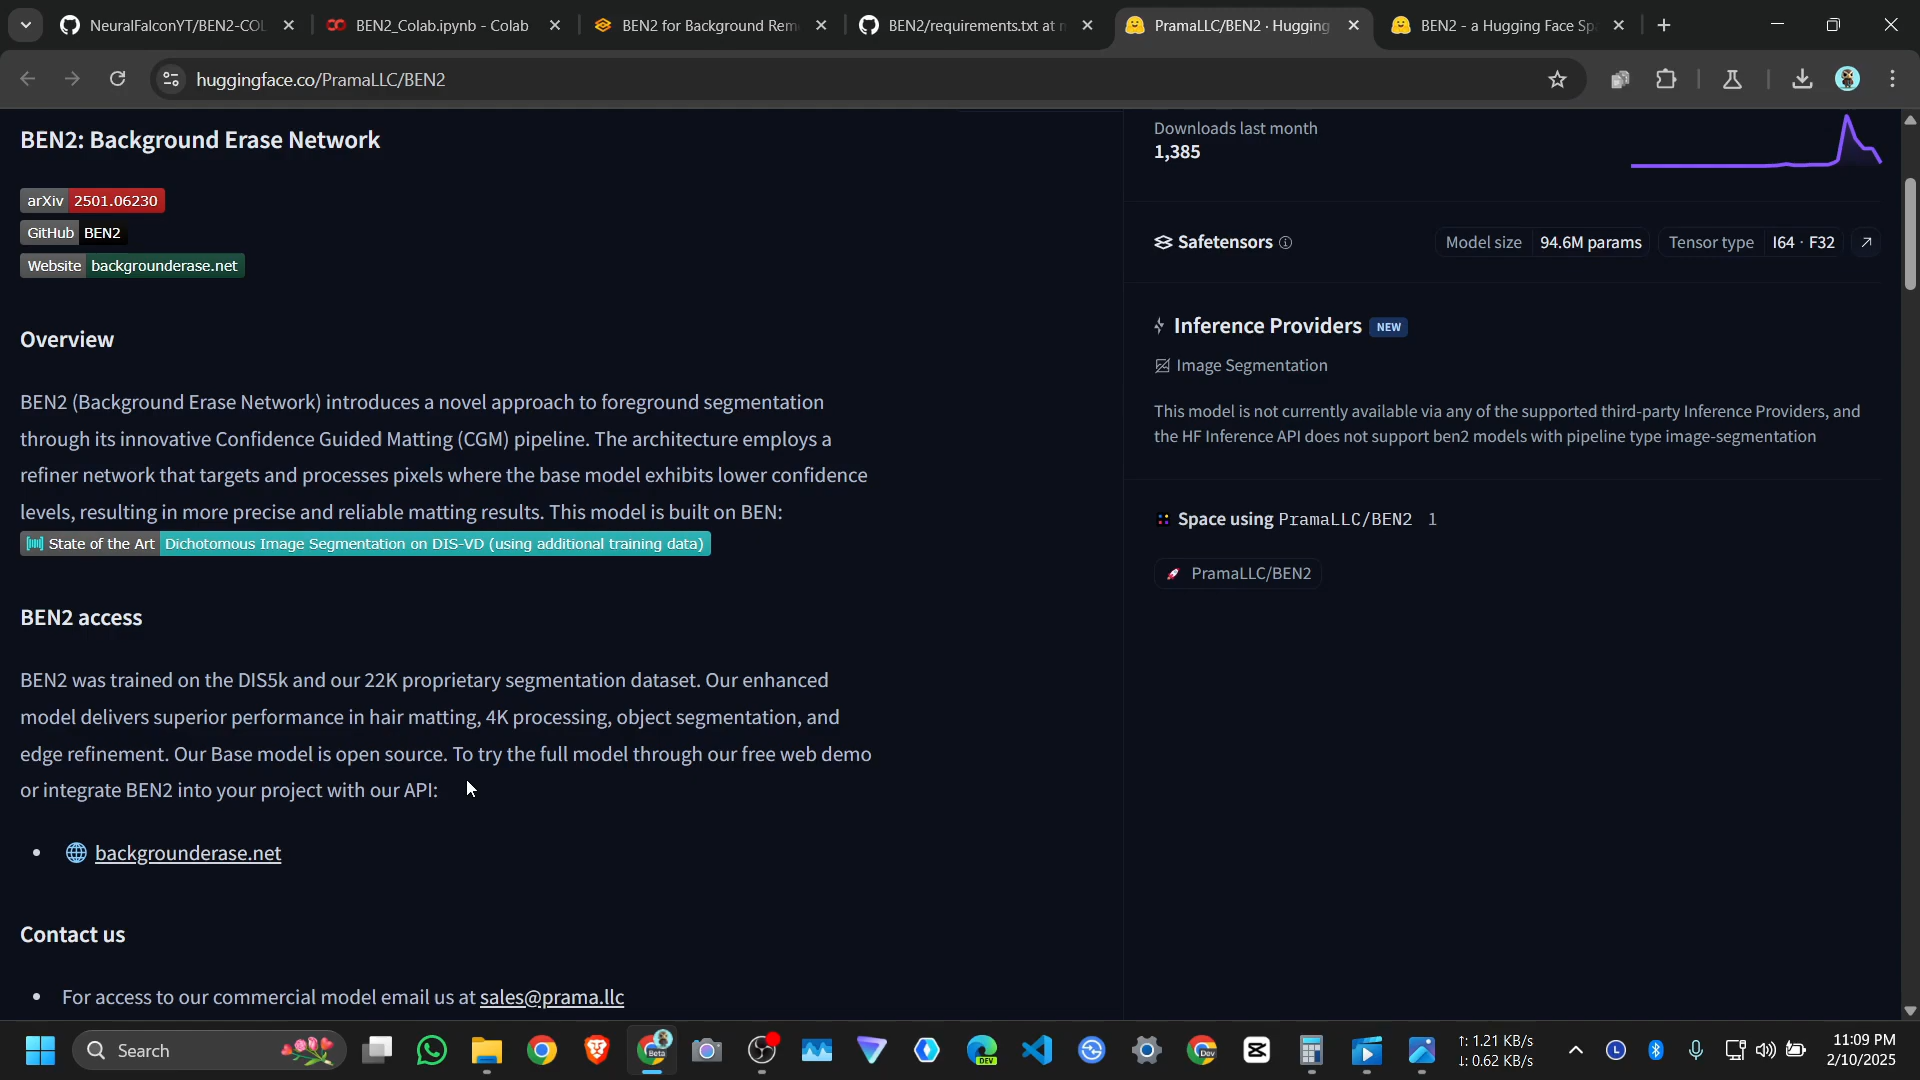 NeuralFalconYT/BEN2-COL
BEN2_Colab.ipynb - Colab
BEN2 for Background Rem
BEN2/requirements.txt at
PramaLLC/BEN2 · Hugging
BEN2 - a Hugging Face Sp
huggingface.co/PramaLLC/BEN2
BEN2: Background Erase Network
arXiv 2501.06230
GitHub BEN2
Website backgrounderase.net
Overview
BEN2 (Background Erase Network) introduces a novel approach to foreground segmentation
through its innovative Confidence Guided Matting (CGM) pipeline. The architecture employs a
refiner network that targets and processes pixels where the base model exhibits lower confidence
levels, resulting in more precise and reliable matting results. This model is built on BEN:
State of the Art Dichotomous Image Segmentation on DIS-VD (using additional training data)
BEN2 access
BEN2 was trained on the DIS5k and our 22K proprietary segmentation dataset. Our enhanced
model delivers superior performance in hair matting, 4K processing, object segmentation, and
edge refinement. Our Base model is open source. To try the full model through our free web demo
or integrate BEN2 into your project with our API:
• backgrounderase.net
Contact us
• For access to our commercial model email us at sales@prama.llc
Downloads last month
1,385
Safetensors
Model size 94.6M params
Tensor type I64 · F32
Inference Providers NEW
Image Segmentation
This model is not currently available via any of the supported third-party Inference Providers, and
the HF Inference API does not support ben2 models with pipeline type image-segmentation
Space using PramaLLC/BEN2 1
PramaLLC/BEN2
Search
Beta
DEV
Dev
↑: 1.21 KB/s
↓: 0.62 KB/s
L
11:09 PM
2/10/2025